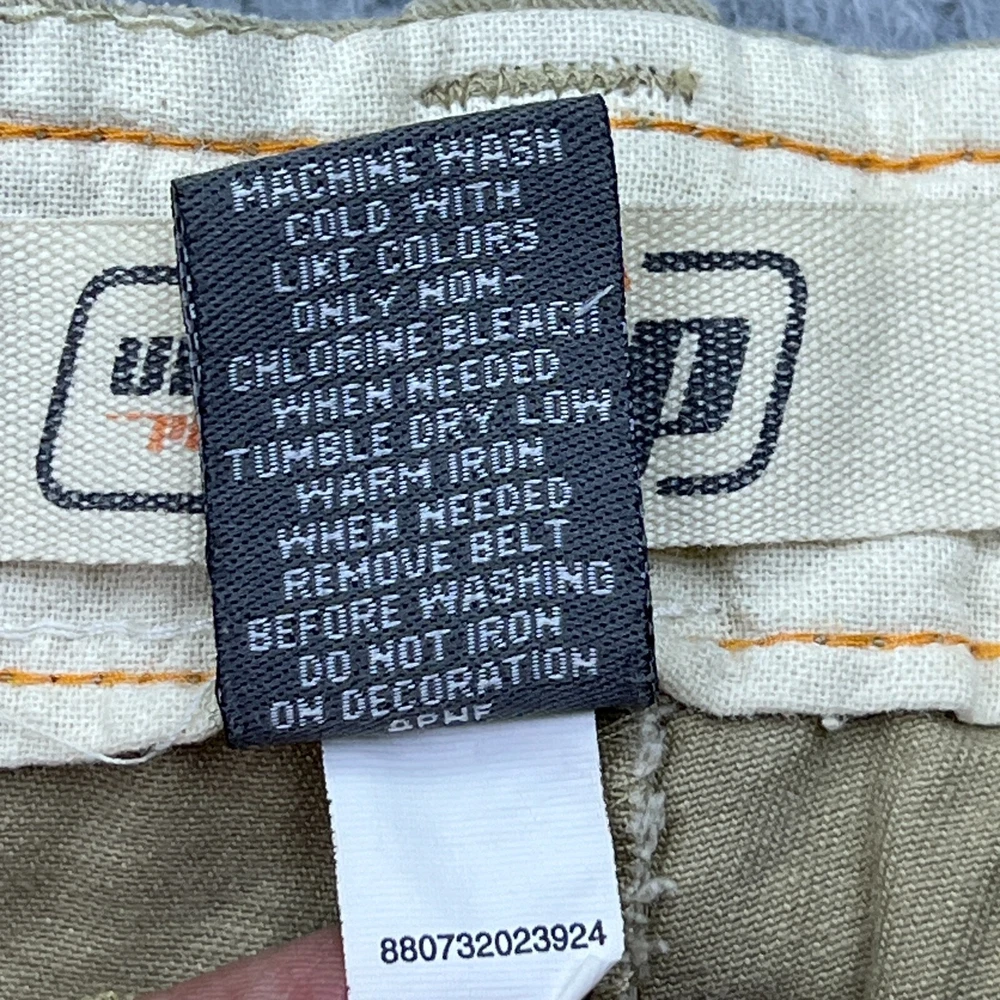 MACHINE WASH
COLD WITH
LIKE COLORS
ONLY NON-
CHLORINE BLEACH
WHEN NEEDED
TUMBLE DRY LOW
WARM IRON
WHEN NEEDED
REMOVE BELT
BEFORE WASHING
DO NOT IRON
ON DECORATION
880732023924